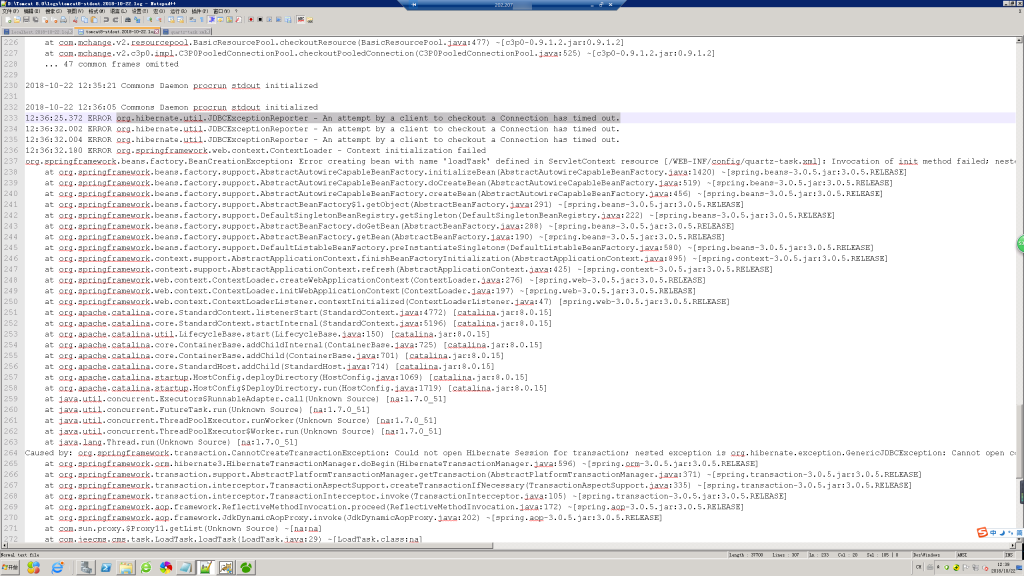 D:\Tomcat 8.0\logs\tomcat8-stdout.2018-10-22.log - Notepad++
202.207
226 at com.mchange.v2.resourcepool.BasicResourcePool.checkoutResource(BasicResourcePool.java:477) ~[c3p0-0.9.1.2.jar:0.9.1.2]
227 at com.mchange.v2.c3p0.impl.C3P0PooledConnectionPool.checkoutPooledConnection(C3P0PooledConnectionPool.java:525) ~[c3p0-0.9.1.2.jar:0.9.1.2]
228 ... 47 common frames omitted
229
230 2018-10-22 12:35:21 Commons Daemon procrun stdout initialized
231
232 2018-10-22 12:36:05 Commons Daemon procrun stdout initialized
233 12:36:25.372 ERROR org.hibernate.util.JDBCExceptionReporter - An attempt by a client to checkout a Connection has timed out.
234 12:36:32.002 ERROR org.hibernate.util.JDBCExceptionReporter - An attempt by a client to checkout a Connection has timed out.
235 12:36:32.004 ERROR org.hibernate.util.JDBCExceptionReporter - An attempt by a client to checkout a Connection has timed out.
236 12:36:32.180 ERROR org.springframework.web.context.ContextLoader - Context initialization failed
237 org.springframework.beans.factory.BeanCreationException: Error creating bean with name 'loadTask' defined in ServletContext resource [/WEB-INF/config/quartz-task.xml]: Invocation of init method failed; neste
238 at org.springframework.beans.factory.support.AbstractAutowireCapableBeanFactory.initializeBean(AbstractAutowireCapableBeanFactory.java:1420) ~[spring.beans-3.0.5.jar:3.0.5.RELEASE]
239 at org.springframework.beans.factory.support.AbstractAutowireCapableBeanFactory.doCreateBean(AbstractAutowireCapableBeanFactory.java:519) ~[spring.beans-3.0.5.jar:3.0.5.RELEASE]
240 at org.springframework.beans.factory.support.AbstractAutowireCapableBeanFactory.createBean(AbstractAutowireCapableBeanFactory.java:456) ~[spring.beans-3.0.5.jar:3.0.5.RELEASE]
241 at org.springframework.beans.factory.support.AbstractBeanFactory$1.getObject(AbstractBeanFactory.java:291) ~[spring.beans-3.0.5.jar:3.0.5.RELEASE]
242 at org.springframework.beans.factory.support.DefaultSingletonBeanRegistry.getSingleton(DefaultSingletonBeanRegistry.java:222) ~[spring.beans-3.0.5.jar:3.0.5.RELEASE]
243 at org.springframework.beans.factory.support.AbstractBeanFactory.doGetBean(AbstractBeanFactory.java:288) ~[spring.beans-3.0.5.jar:3.0.5.RELEASE]
244 at org.springframework.beans.factory.support.AbstractBeanFactory.getBean(AbstractBeanFactory.java:190) ~[spring.beans-3.0.5.jar:3.0.5.RELEASE]
245 at org.springframework.beans.factory.support.DefaultListableBeanFactory.preInstantiateSingletons(DefaultListableBeanFactory.java:580) ~[spring.beans-3.0.5.jar:3.0.5.RELEASE]
246 at org.springframework.context.support.AbstractApplicationContext.finishBeanFactoryInitialization(AbstractApplicationContext.java:895) ~[spring.context-3.0.5.jar:3.0.5.RELEASE]
247 at org.springframework.context.support.AbstractApplicationContext.refresh(AbstractApplicationContext.java:425) ~[spring.context-3.0.5.jar:3.0.5.RELEASE]
248 at org.springframework.web.context.ContextLoader.createWebApplicationContext(ContextLoader.java:276) ~[spring-web-3.0.5.jar:3.0.5.RELEASE]
249 at org.springframework.web.context.ContextLoader.initWebApplicationContext(ContextLoader.java:197) ~[spring-web-3.0.5.jar:3.0.5.RELEASE]
250 at org.springframework.web.context.ContextLoaderListener.contextInitialized(ContextLoaderListener.java:47) [spring-web-3.0.5.jar:3.0.5.RELEASE]
251 at org.apache.catalina.core.StandardContext.listenerStart(StandardContext.java:4772) [catalina.jar:8.0.15]
252 at org.apache.catalina.core.StandardContext.startInternal(StandardContext.java:5196) [catalina.jar:8.0.15]
253 at org.apache.catalina.util.LifecycleBase.start(LifecycleBase.java:150) [catalina.jar:8.0.15]
254 at org.apache.catalina.core.ContainerBase.addChildInternal(ContainerBase.java:725) [catalina.jar:8.0.15]
255 at org.apache.catalina.core.ContainerBase.addChild(ContainerBase.java:701) [catalina.jar:8.0.15]
256 at org.apache.catalina.core.StandardHost.addChild(StandardHost.java:714) [catalina.jar:8.0.15]
257 at org.apache.catalina.startup.HostConfig.deployDirectory(HostConfig.java:1069) [catalina.jar:8.0.15]
258 at org.apache.catalina.startup.HostConfig$DeployDirectory.run(HostConfig.java:1719) [catalina.jar:8.0.15]
259 at java.util.concurrent.Executors$RunnableAdapter.call(Unknown Source) [na:1.7.0_51]
260 at java.util.concurrent.FutureTask.run(Unknown Source) [na:1.7.0_51]
261 at java.util.concurrent.ThreadPoolExecutor.runWorker(Unknown Source) [na:1.7.0_51]
262 at java.util.concurrent.ThreadPoolExecutor$Worker.run(Unknown Source) [na:1.7.0_51]
263 at java.lang.Thread.run(Unknown Source) [na:1.7.0_51]
264 Caused by: org.springframework.transaction.CannotCreateTransactionException: Could not open Hibernate Session for transaction; nested exception is org.hibernate.exception.GenericJDBCException: Cannot open c
265 at org.springframework.orm.hibernate3.HibernateTransactionManager.doBegin(HibernateTransactionManager.java:596) ~[spring.orm-3.0.5.jar:3.0.5.RELEASE]
266 at org.springframework.transaction.support.AbstractPlatformTransactionManager.getTransaction(AbstractPlatformTransactionManager.java:371) ~[spring.transaction-3.0.5.jar:3.0.5.RELEASE]
267 at org.springframework.transaction.interceptor.TransactionAspectSupport.createTransactionIfNecessary(TransactionAspectSupport.java:335) ~[spring.transaction-3.0.5.jar:3.0.5.RELEASE]
268 at org.springframework.transaction.interceptor.TransactionInterceptor.invoke(TransactionInterceptor.java:105) ~[spring.transaction-3.0.5.jar:3.0.5.RELEASE]
269 at org.springframework.aop.framework.ReflectiveMethodInvocation.proceed(ReflectiveMethodInvocation.java:172) ~[spring.aop-3.0.5.jar:3.0.5.RELEASE]
270 at org.springframework.aop.framework.JdkDynamicAopProxy.invoke(JdkDynamicAopProxy.java:202) ~[spring.aop-3.0.5.jar:3.0.5.RELEASE]
271 at com.sun.proxy.$Proxy11.getList(Unknown Source) ~[na:na]
272 at com.jeecms.cms.task.LoadTask.loadTask(LoadTask.java:29) ~[LoadTask.class:na]
Normal text file length : 37700 lines : 307 Ln : 233 Col : 20 Sel : 105 | 0 Dos\Windows ANSI INS
开始 12:39
2018/10/22